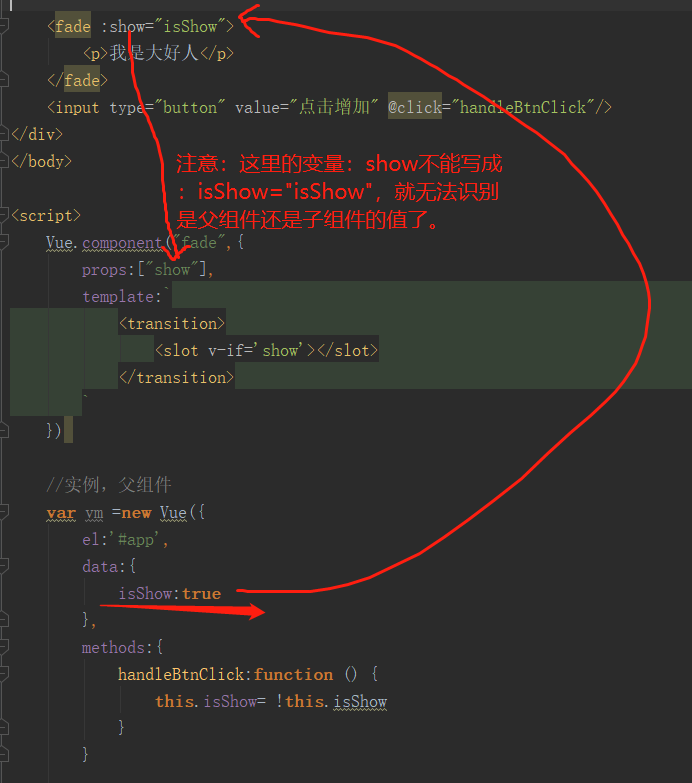 <fade :show="isShow">
<p>我是大好人</p>
</fade>
<input type="button" value="点击增加" @click="handleBtnClick"/>
</div>
</body>
注意：这里的变量：show不能写成
：isShow="isShow"，就无法识别
是父组件还是子组件的值了。
<script>
Vue.component("fade",{
props:["show"],
template:`
<transition>
<slot v-if='show'></slot>
</transition>
`
})
//实例，父组件
var vm =new Vue({
el:'#app',
data:{
isShow:true
},
methods:{
handleBtnClick:function () {
this.isShow= !this.isShow
}
}